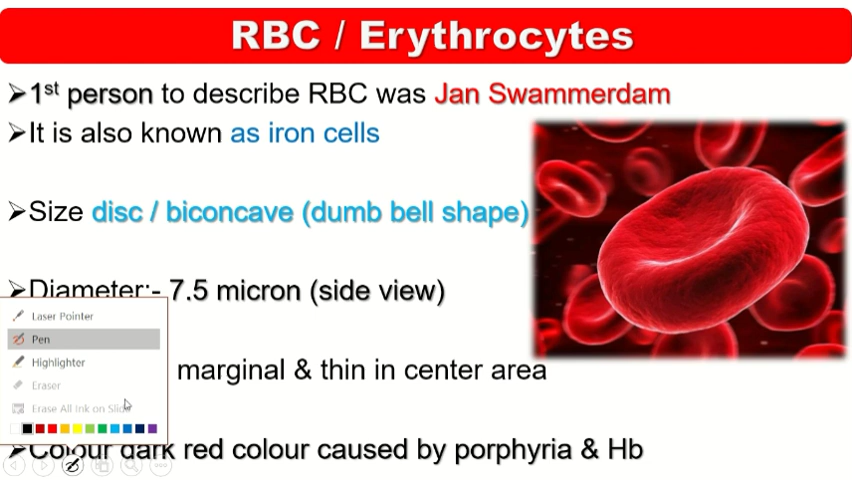 RBC / Erythrocytes
➢1st person to describe RBC was Jan Swammerdam
➢It is also known as iron cells
➢Size disc / biconcave (dumb bell shape)
➢Diameter:- 7.5 micron (side view)
Laser Pointer
Pen
Highlighter
Eraser
Erase All Ink on Slide
marginal & thin in center area
➢Colour dark red colour caused by porphyria & Hb